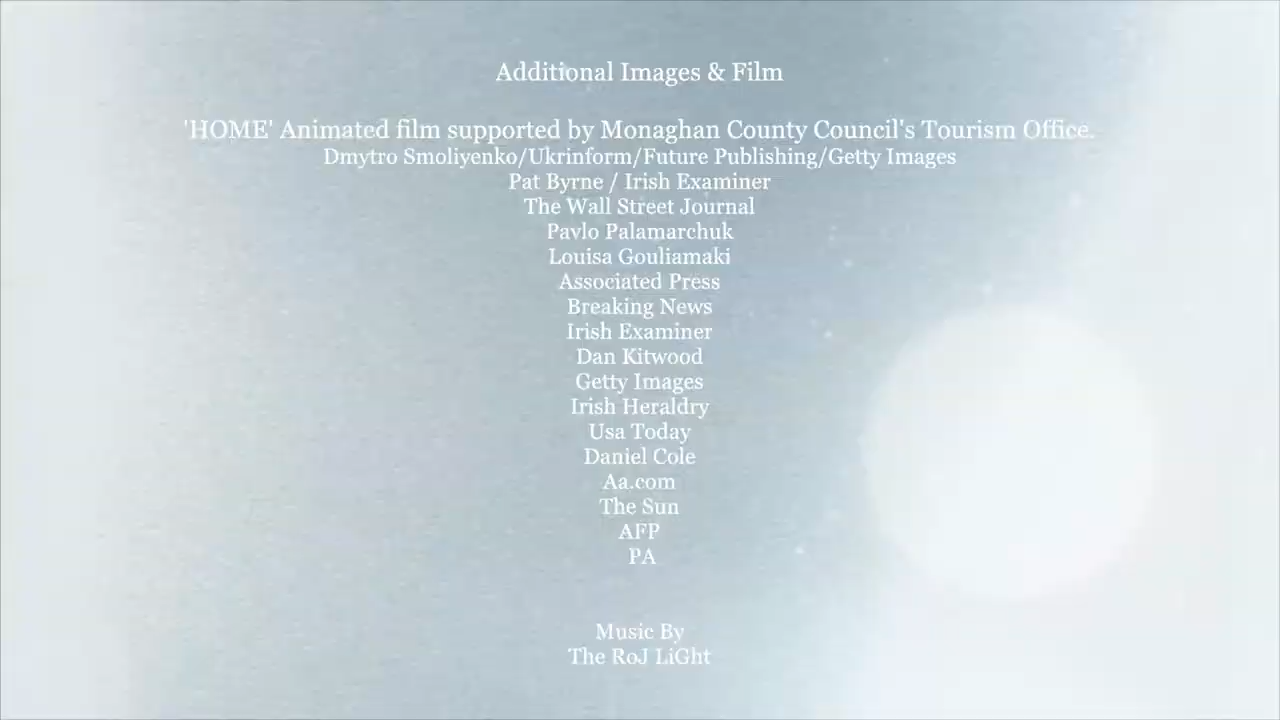 Additional Images & Film
'HOME' Animated film supported by Monaghan County Council's Tourism Office.
Dmytro Smoliyenko/Ukrinform/Future Publishing/Getty Images
Pat Byrne / Irish Examiner
The Wall Street Journal
Pavlo Palamarchuk
Louisa Gouliamaki
Associated Press
Breaking News
Irish Examiner
Dan Kitwood
Getty Images
Irish Heraldry
Usa Today
Daniel Cole
Aa.com
The Sun
AFP
PA
Music By
The RoJ LiGht